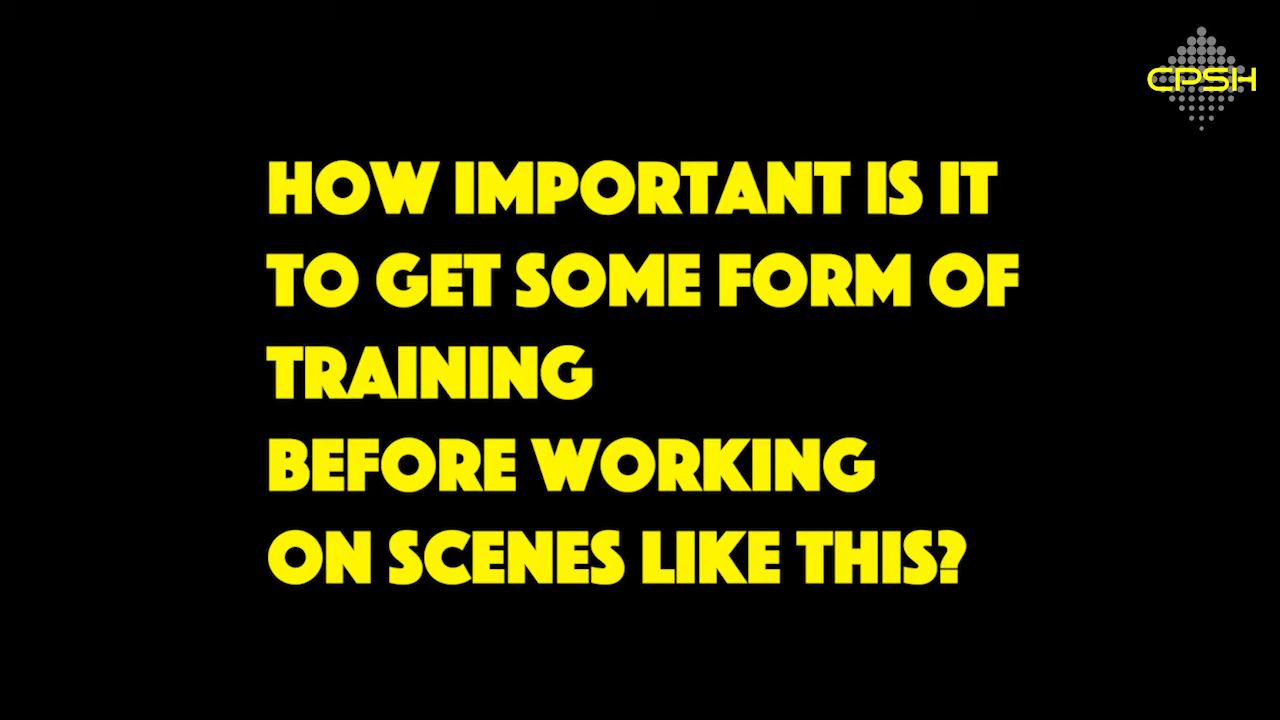 CPSH
HOW IMPORTANT IS IT
TO GET SOME FORM OF
TRAINING
BEFORE WORKING
ON SCENES LIKE THIS?